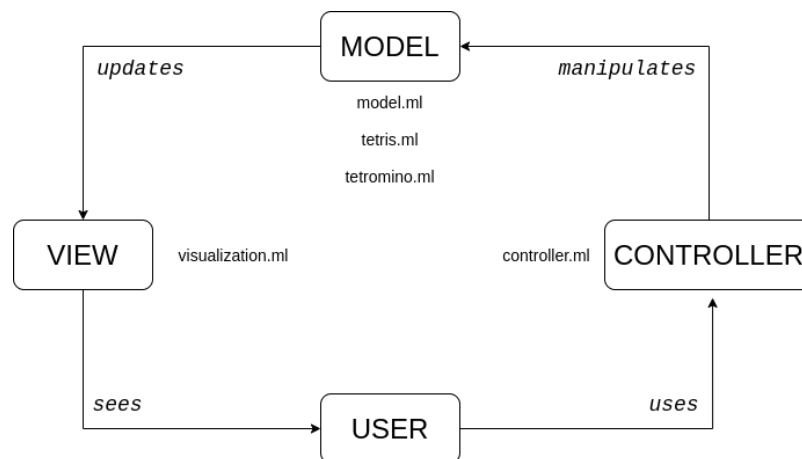 MODEL
updates
manipulates
model.ml
tetris.ml
tetromino.ml
VIEW
visualization.ml
controller.ml
CONTROLLER
sees
uses
USER